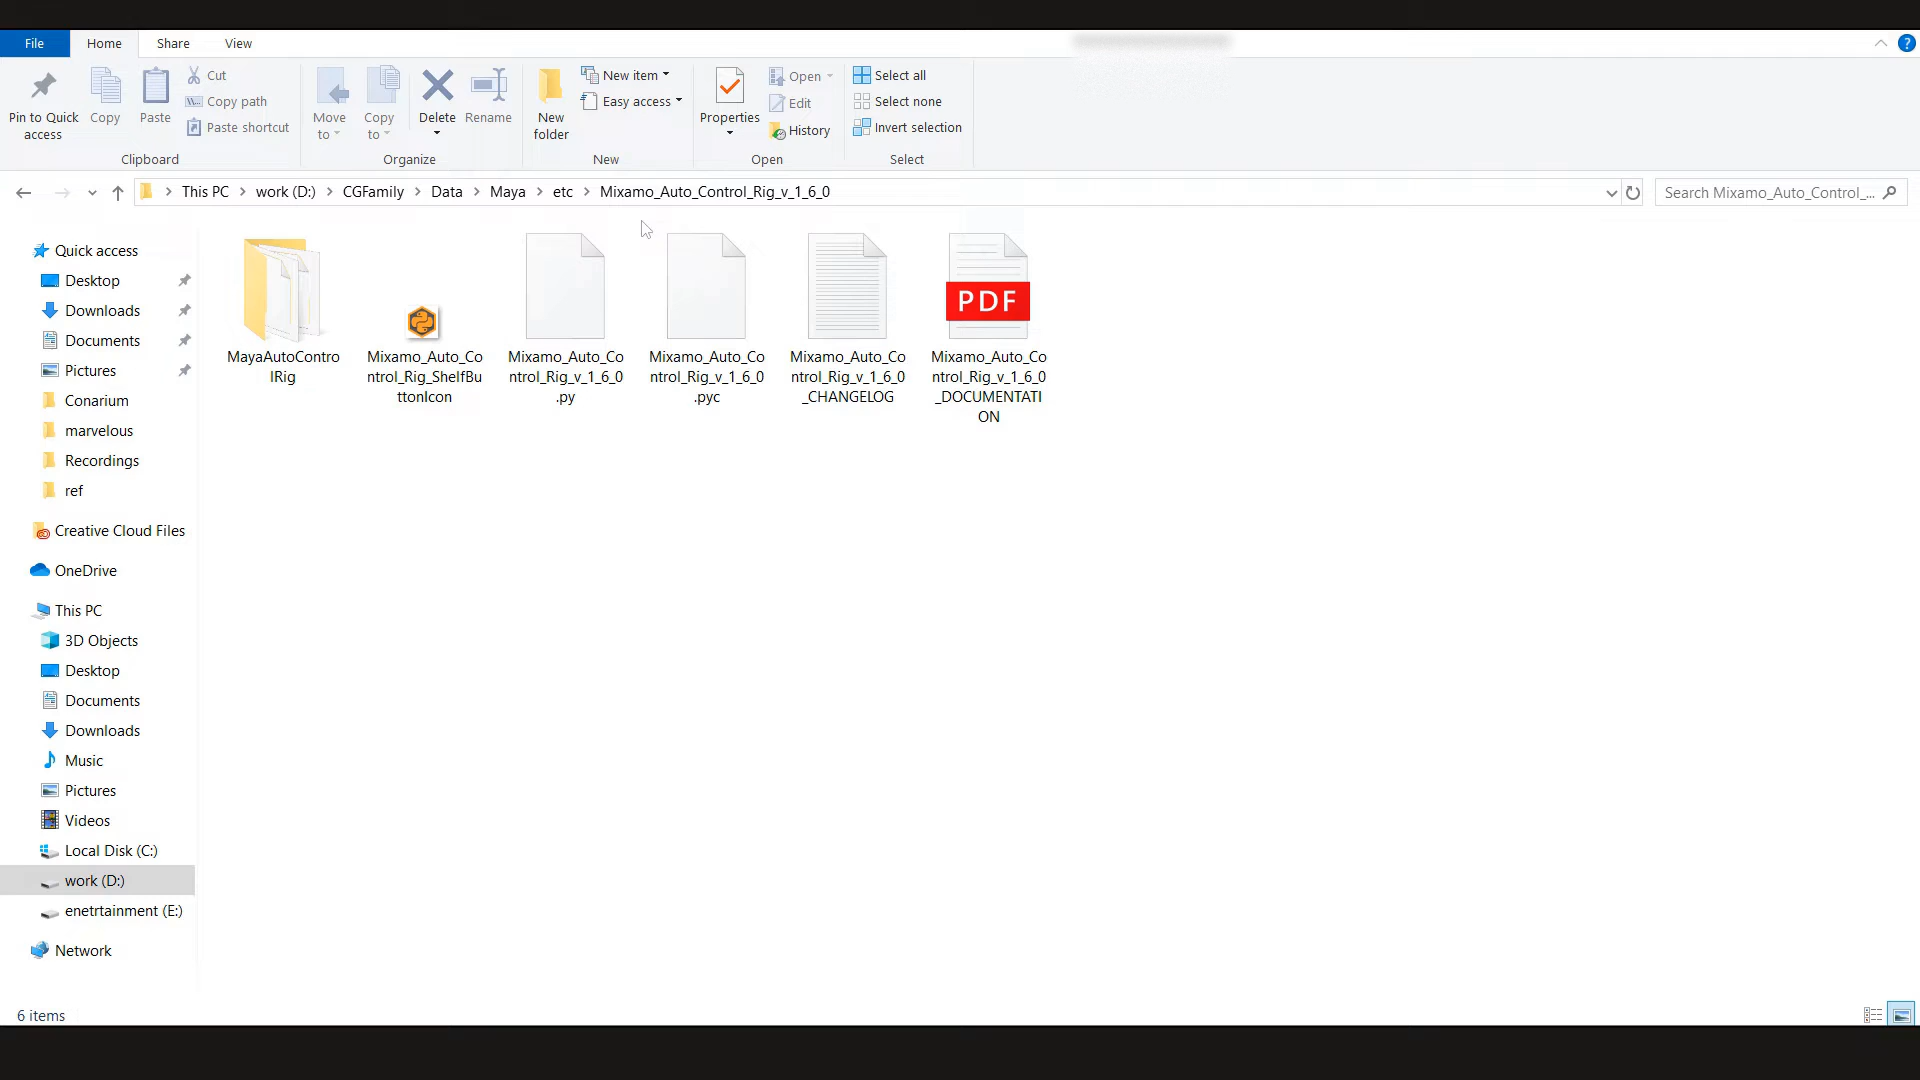 File Home Share View
Pin to Quick access
Copy
Paste
Cut
Copy path
Paste shortcut
Clipboard
Move to
Copy to
Delete
Rename
Organize
New folder
New item
Easy access
New
Properties
Open
Edit
History
Open
Select all
Select none
Invert selection
Select
This PC work (D:) CGFamily Data Maya etc Mixamo_Auto_Control_Rig_v_1_6_0
Search Mixamo_Auto_Control_...
Quick access
Desktop
Downloads
Documents
Pictures
Conarium
marvelous
Recordings
ref
Creative Cloud Files
OneDrive
This PC
3D Objects
Desktop
Documents
Downloads
Music
Pictures
Videos
Local Disk (C:)
work (D:)
enetrtainment (E:)
Network
MayaAutoContro
lRig
Mixamo_Auto_Co
ntrol_Rig_ShelfBu
ttonIcon
Mixamo_Auto_Co
ntrol_Rig_v_1_6_0
.py
Mixamo_Auto_Co
ntrol_Rig_v_1_6_0
.pyc
Mixamo_Auto_Co
ntrol_Rig_v_1_6_0
_CHANGELOG
PDF
Mixamo_Auto_Co
ntrol_Rig_v_1_6_0
_DOCUMENTATI
ON
6 items